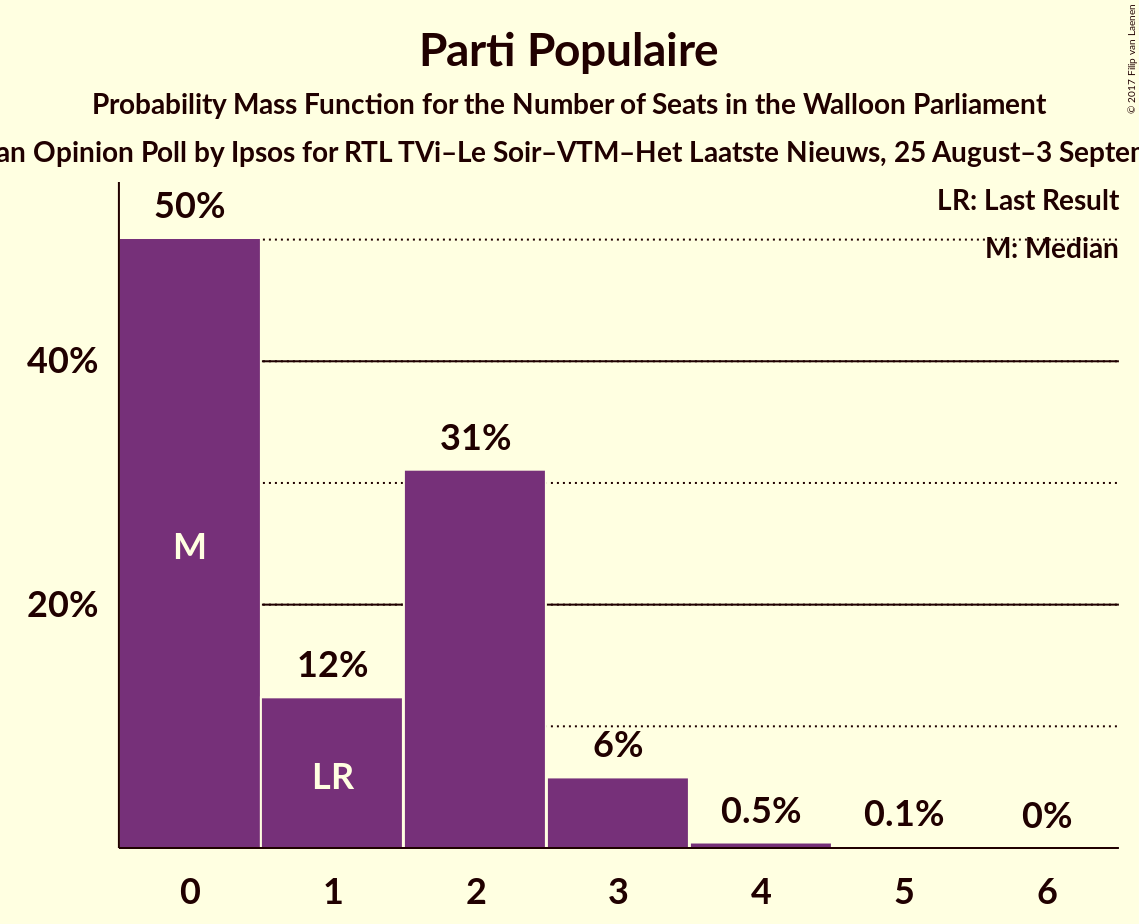 © 2017 Filip van Laenen
Parti Populaire
Probability Mass Function for the Number of Seats in the Walloon Parliament
an Opinion Poll by Ipsos for RTL TVi–Le Soir–VTM–Het Laatste Nieuws, 25 August–3
LR: Last Result
M: Median
50%
40%
31%
M
20%
12%
6%
LR
0.5%
0.1%
0%
0 1 2 3 4 5 6